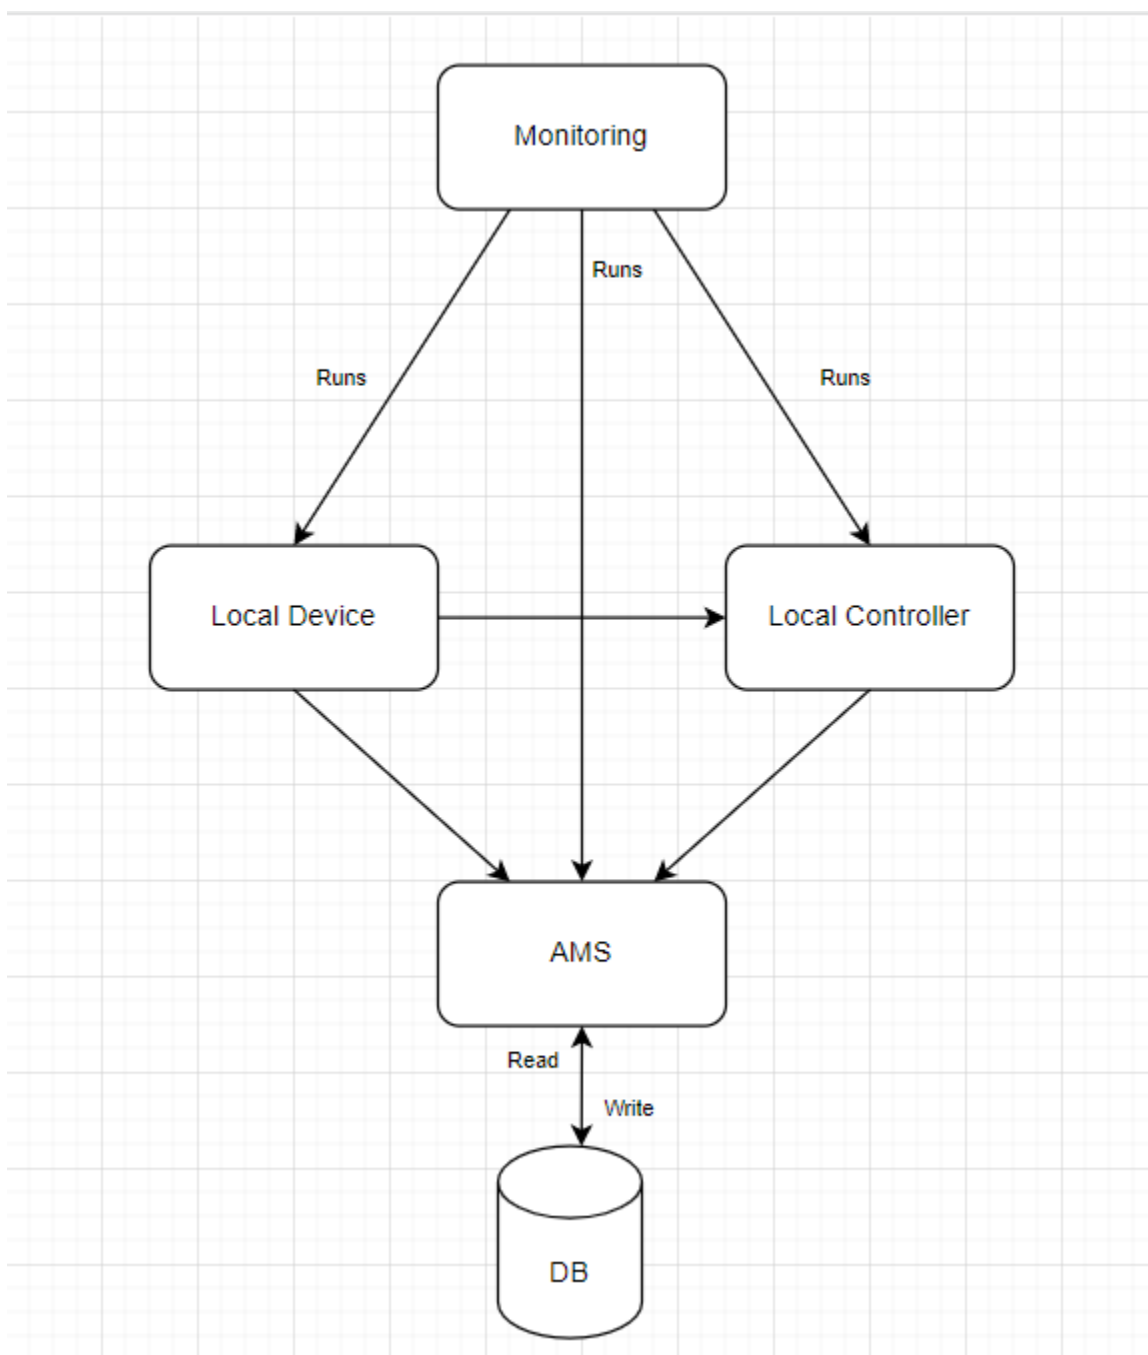 Monitoring
Runs
Runs
Runs
Local Device
Local Controller
AMS
Read
Write
DB